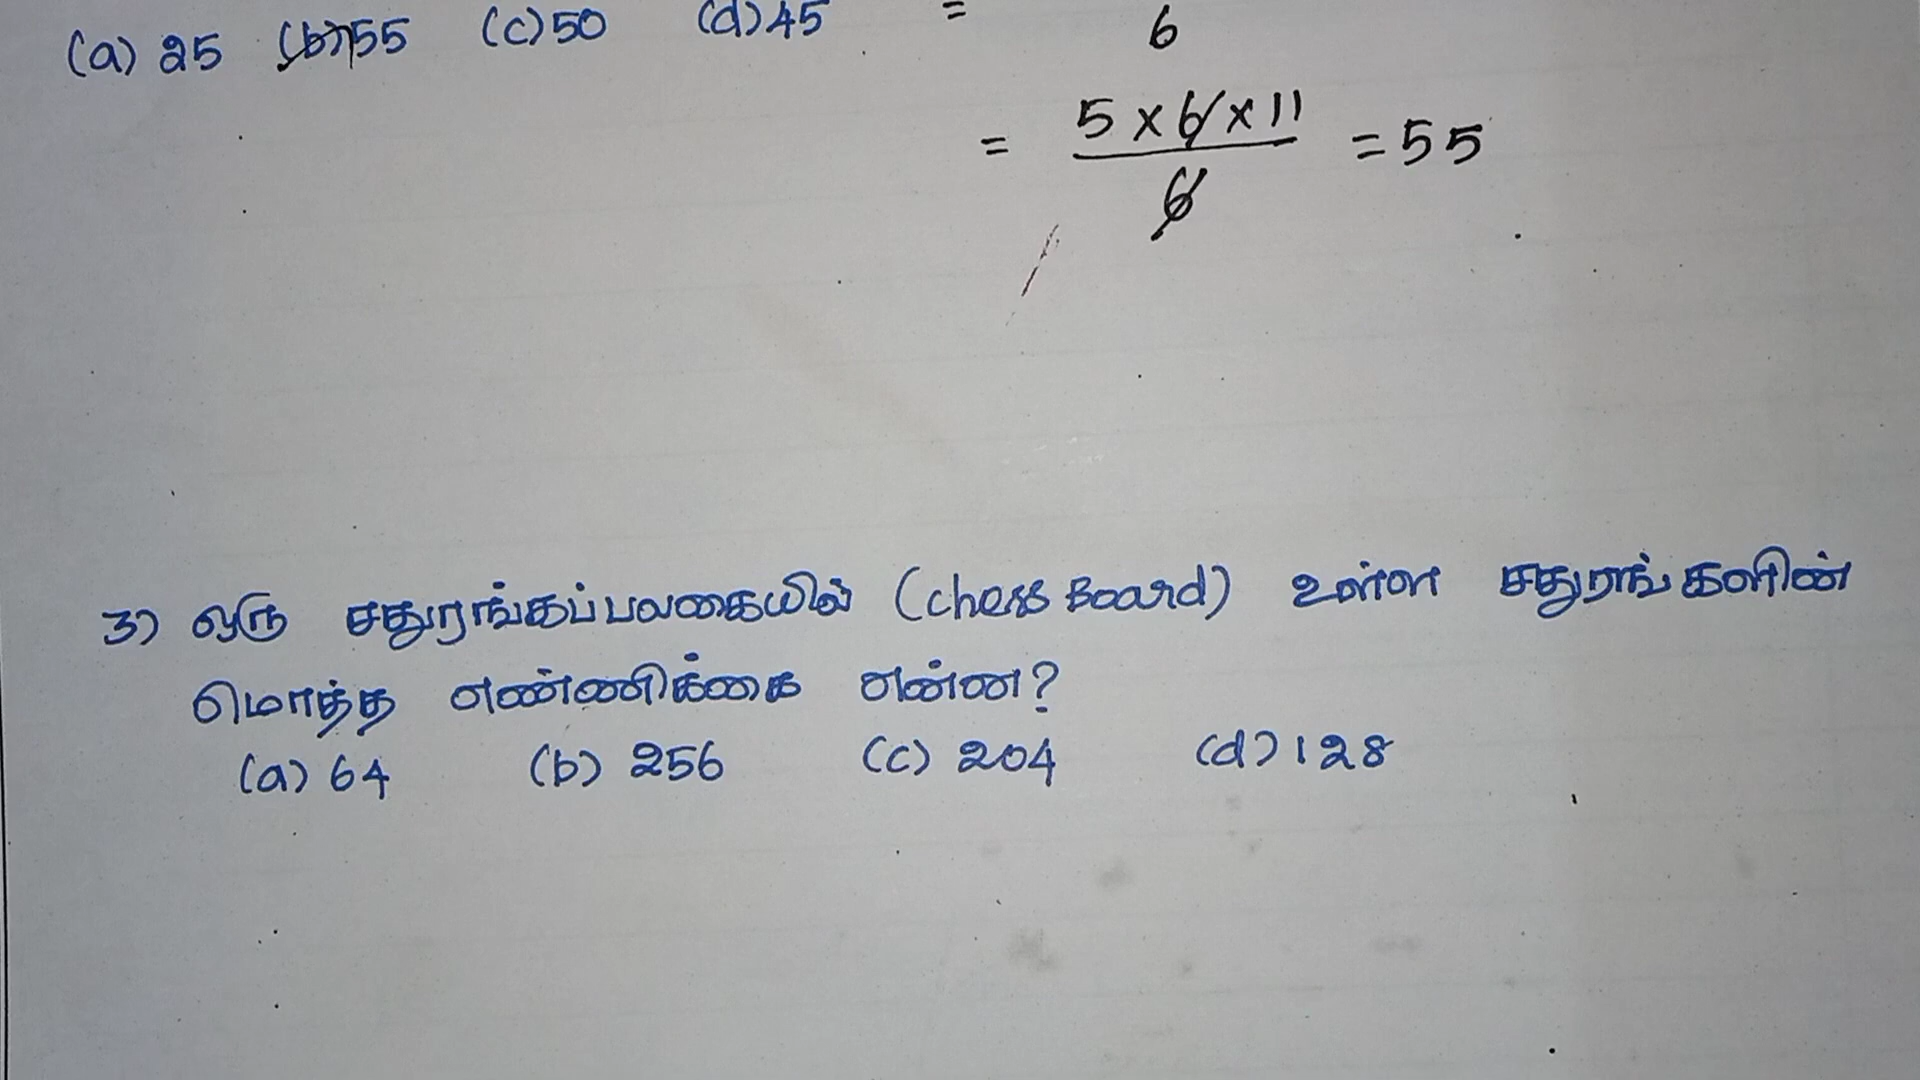 (a) 25 (b) 55 (c) 50 (d) 45 =
6
= 5 x 6 x 11 = 55
6
3) ஒரு சதுரங்கப்பலகையில் (chess Board) உள்ள சதுரங்களின்
மொத்த எண்ணிக்கை என்ன?
(a) 64 (b) 256 (c) 204 (d) 128